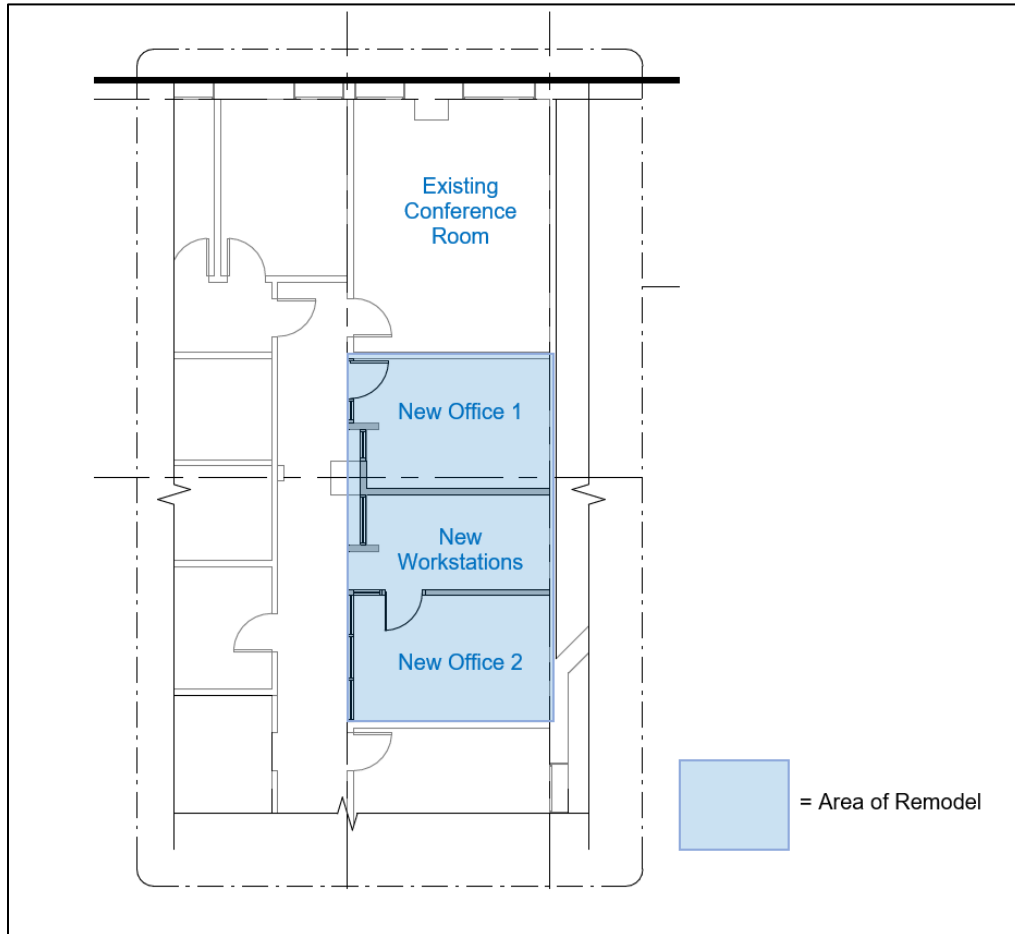 Existing
Conference
Room
New Office 1
New
Workstations
New Office 2
= Area of Remodel